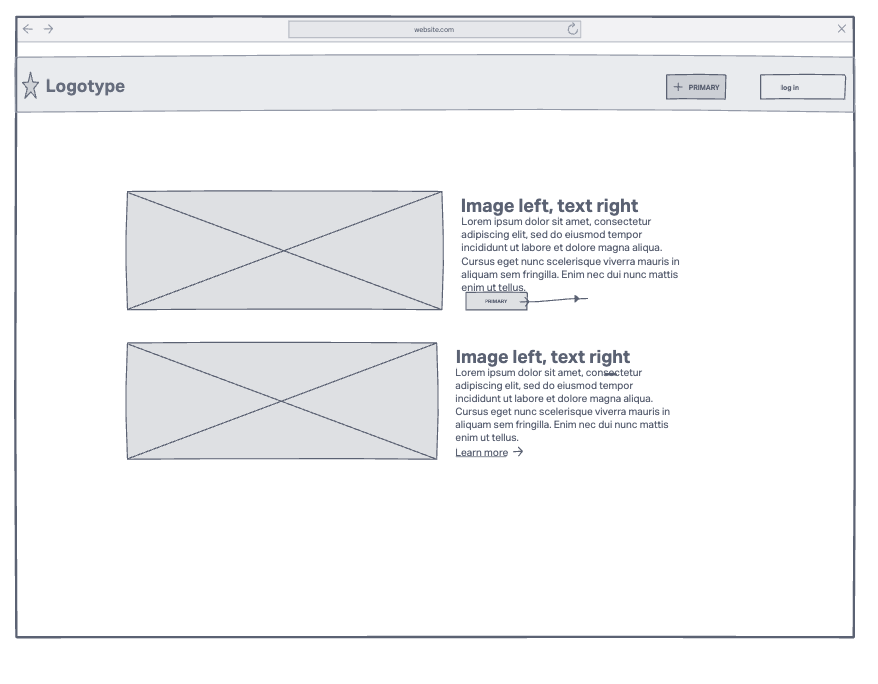 website.com
Logotype
PRIMARY
log in
Image left, text right
Lorem ipsum dolor sit amet, consectetur
adipiscing elit, sed do eiusmod tempor
incididunt ut labore et dolore magna aliqua.
Cursus eget nunc scelerisque viverra mauris in
aliquam sem fringilla. Enim nec dui nunc mattis
enim ut tellus.
PRIMARY
Image left, text right
Lorem ipsum dolor sit amet, consectetur
adipiscing elit, sed do eiusmod tempor
incididunt ut labore et dolore magna aliqua.
Cursus eget nunc scelerisque viverra mauris in
aliquam sem fringilla. Enim nec dui nunc mattis
enim ut tellus.
Learn more